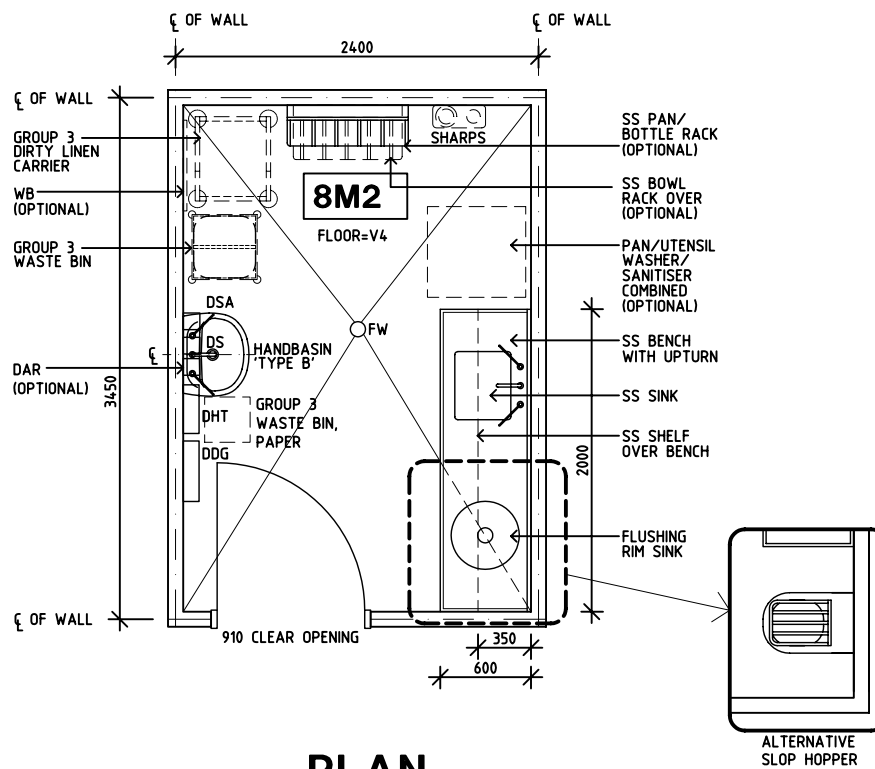 ℄ OF WALL
℄ OF WALL
2400
℄ OF WALL
GROUP 3
DIRTY LINEN
CARRIER
WB
(OPTIONAL)
GROUP 3
WASTE BIN
DAR
(OPTIONAL)
3450
℄ OF WALL
SHARPS
8M2
FLOOR=V4
FW
DSA
DS
℄
HANDBASIN
'TYPE B'
DHT
GROUP 3
WASTE BIN,
PAPER
DDG
910 CLEAR OPENING
SS PAN/
BOTTLE RACK
(OPTIONAL)
SS BOWL
RACK OVER
(OPTIONAL)
PAN/UTENSIL
WASHER/
SANITISER
COMBINED
(OPTIONAL)
SS BENCH
WITH UPTURN
SS SINK
SS SHELF
OVER BENCH
2000
FLUSHING
RIM SINK
350
600
ALTERNATIVE
SLOP HOPPER
PLAN